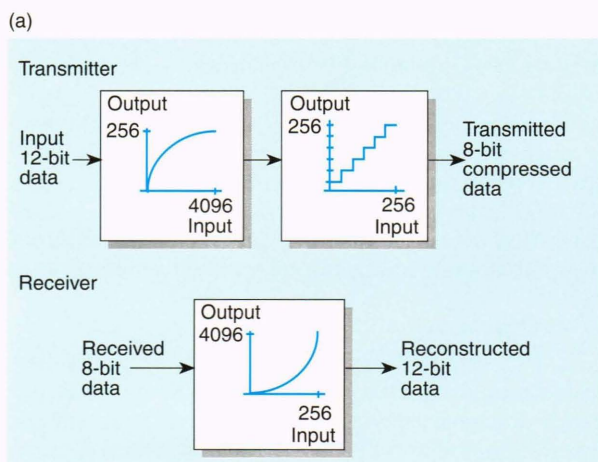 (a)
Transmitter
Input
12-bit
data
Output
256
4096
Input
Output
256
256
Input
Transmitted
8-bit
compressed
data
Receiver
Received
8-bit
data
Output
4096
256
Input
Reconstructed
12-bit
data